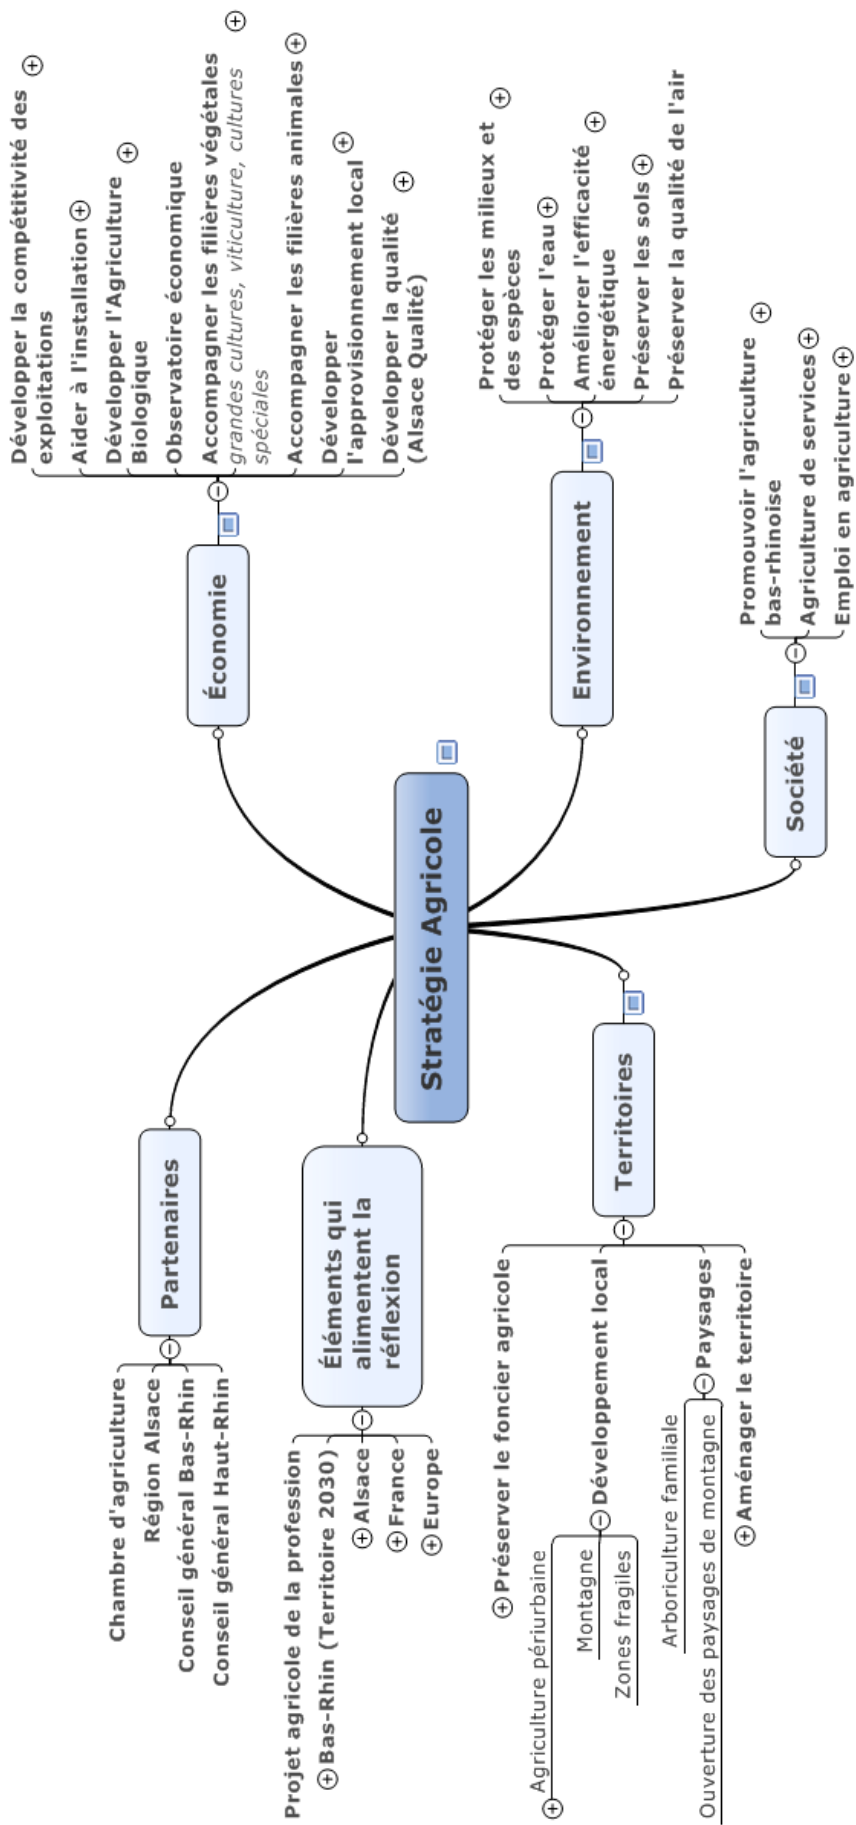 Stratégie Agricole
Économie
Développer la compétitivité des
exploitations
Aider à l'installation
Développer l'Agriculture
Biologique
Observatoire économique
Accompagner les filières végétales
grandes cultures, viticulture, cultures
spéciales
Accompagner les filières animales
Développer
l'approvisionnement local
Développer la qualité
(Alsace Qualité)
Environnement
Protéger les milieux et
des espèces
Protéger l'eau
Améliorer l'efficacité
énergétique
Préserver les sols
Préserver la qualité de l'air
Société
Promouvoir l'agriculture
bas-rhinoise
Agriculture de services
Emploi en agriculture
Partenaires
Chambre d'agriculture
Région Alsace
Conseil général Bas-Rhin
Conseil général Haut-Rhin
Éléments qui
alimentent la
réflexion
Projet agricole de la profession
Bas-Rhin (Territoire 2030)
Alsace
France
Europe
Territoires
Préserver le foncier agricole
Développement local
Agriculture périurbaine
Montagne
Zones fragiles
Paysages
Arboriculture familiale
Ouverture des paysages de montagne
Aménager le territoire